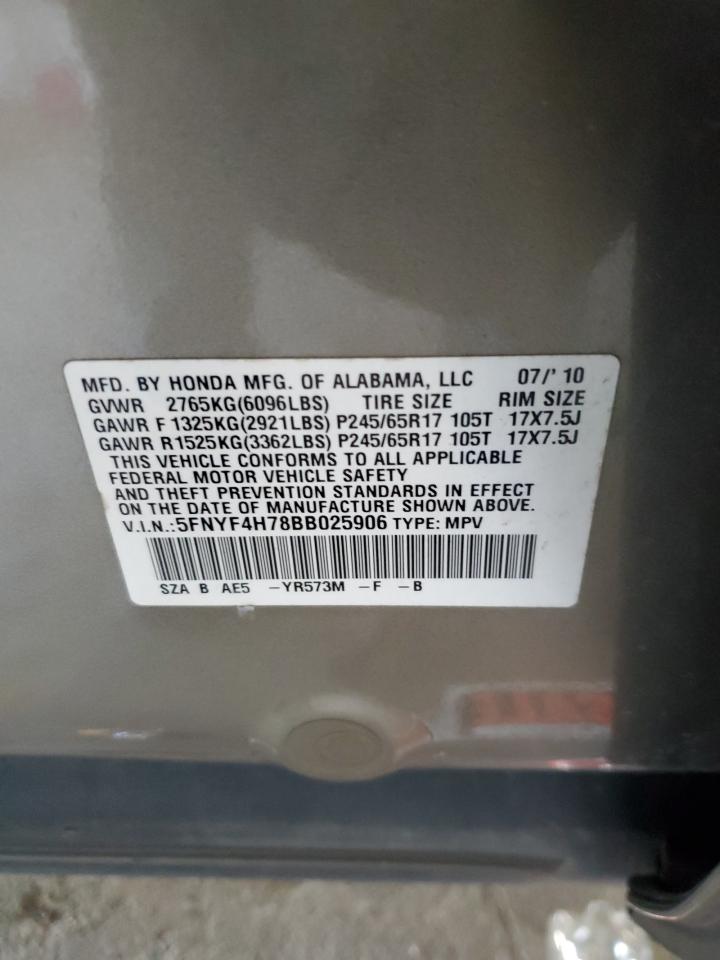 MFD. BY HONDA MFG. OF ALABAMA, LLC 07/' 10
GVWR 2765KG(6096LBS) TIRE SIZE RIM SIZE
GAWR F 1325KG(2921LBS) P245/65R17 105T 17X7.5J
GAWR R1525KG(3362LBS) P245/65R17 105T 17X7.5J
THIS VEHICLE CONFORMS TO ALL APPLICABLE
FEDERAL MOTOR VEHICLE SAFETY
AND THEFT PREVENTION STANDARDS IN EFFECT
ON THE DATE OF MANUFACTURE SHOWN ABOVE.
V.I.N.:5FNYF4H78BB025906 TYPE: MPV
SZA B AE5 -YR573M -F -B